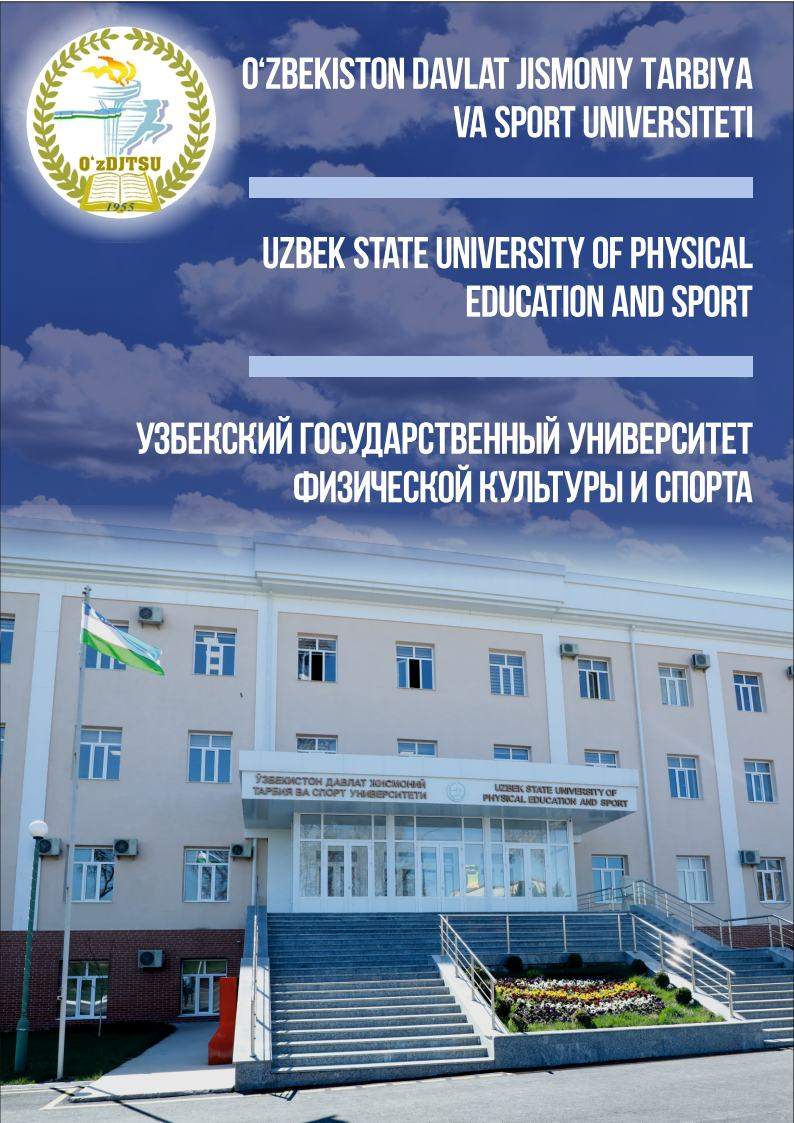 O‘zDJTSU
1955
O‘ZBEKISTON DAVLAT JISMONIY TARBIYA
VA SPORT UNIVERSITETI
UZBEK STATE UNIVERSITY OF PHYSICAL
EDUCATION AND SPORT
УЗБЕКСКИЙ ГОСУДАРСТВЕННЫЙ УНИВЕРСИТЕТ
ФИЗИЧЕСКОЙ КУЛЬТУРЫ И СПОРТА
ЎЗБЕКИСТОН ДАВЛАТ ЖИСМОНИЙ
ТАРБИЯ ВА СПОРТ УНИВЕРСИТЕТИ
UZBEK STATE UNIVERSITY OF
PHYSICAL EDUCATION AND SPORT